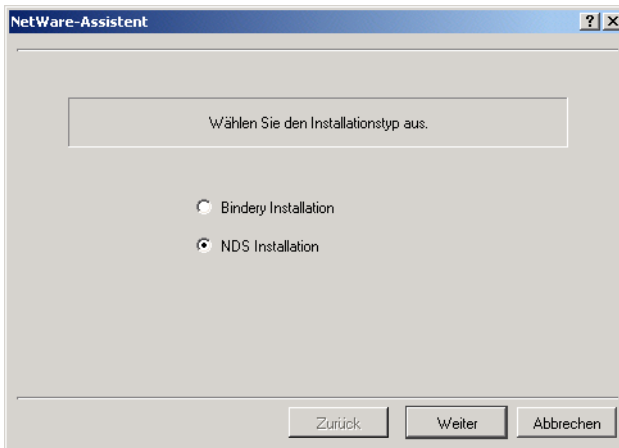 NetWare-Assistent
Wählen Sie den Installationstyp aus.
Bindery Installation
NDS Installation
Zurück Weiter Abbrechen